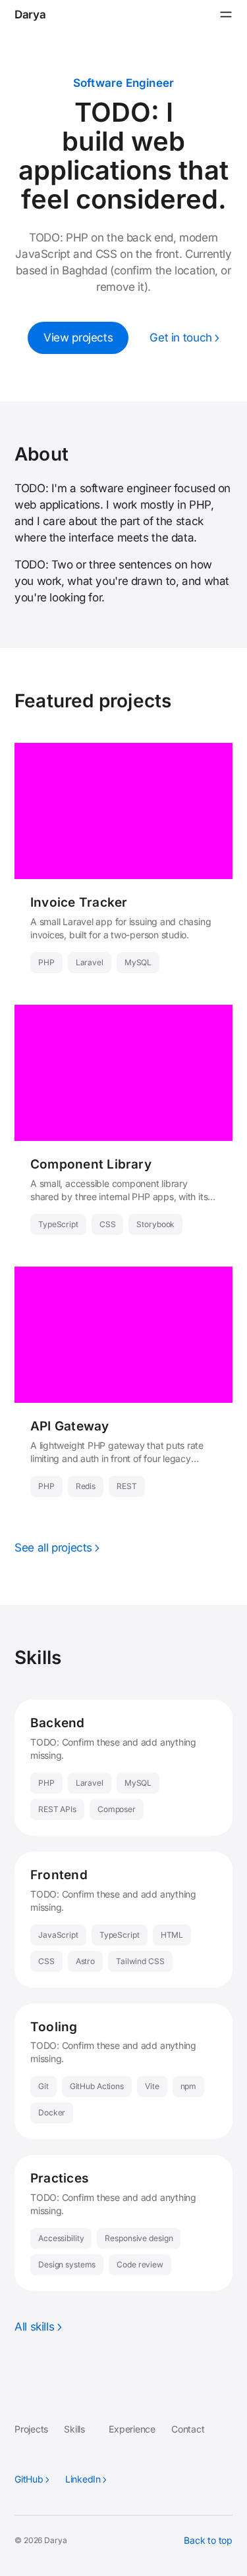 Darya
Software Engineer
TODO: I
build web
applications that
feel considered.
TODO: PHP on the back end, modern
JavaScript and CSS on the front. Currently
based in Baghdad (confirm the location, or
remove it).
View projects
Get in touch
About
TODO: I'm a software engineer focused on
web applications. I work mostly in PHP,
and I care about the part of the stack
where the interface meets the data.
TODO: Two or three sentences on how
you work, what you're drawn to, and what
you're looking for.
Featured projects
Invoice Tracker
A small Laravel app for issuing and chasing
invoices, built for a two-person studio.
PHP Laravel MySQL
Component Library
A small, accessible component library
shared by three internal PHP apps, with its...
TypeScript CSS Storybook
API Gateway
A lightweight PHP gateway that puts rate
limiting and auth in front of four legacy...
PHP Redis REST
See all projects
Skills
Backend
TODO: Confirm these and add anything
missing.
PHP Laravel MySQL
REST APIs Composer
Frontend
TODO: Confirm these and add anything
missing.
JavaScript TypeScript HTML
CSS Astro Tailwind CSS
Tooling
TODO: Confirm these and add anything
missing.
Git GitHub Actions Vite npm
Docker
Practices
TODO: Confirm these and add anything
missing.
Accessibility Responsive design
Design systems Code review
All skills
Projects Skills Experience Contact
GitHub LinkedIn
© 2026 Darya
Back to top